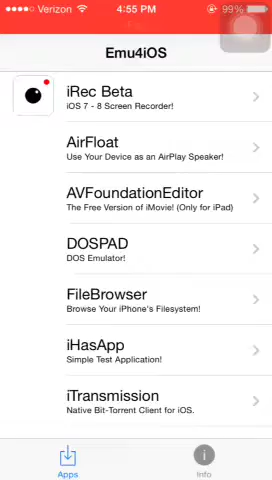 Verizon 4:55 PM 99%
Emu4iOS
iRec Beta
iOS 7 - 8 Screen Recorder!
AirFloat
Use Your Device as an AirPlay Speaker!
AVFoundationEditor
The Free Version of iMovie! (Only for iPad)
DOSPAD
DOS Emulator!
FileBrowser
Browse Your iPhone's Filesystem!
iHasApp
Simple Test Application!
iTransmission
Native Bit-Torrent Client for iOS.
Apps
Info